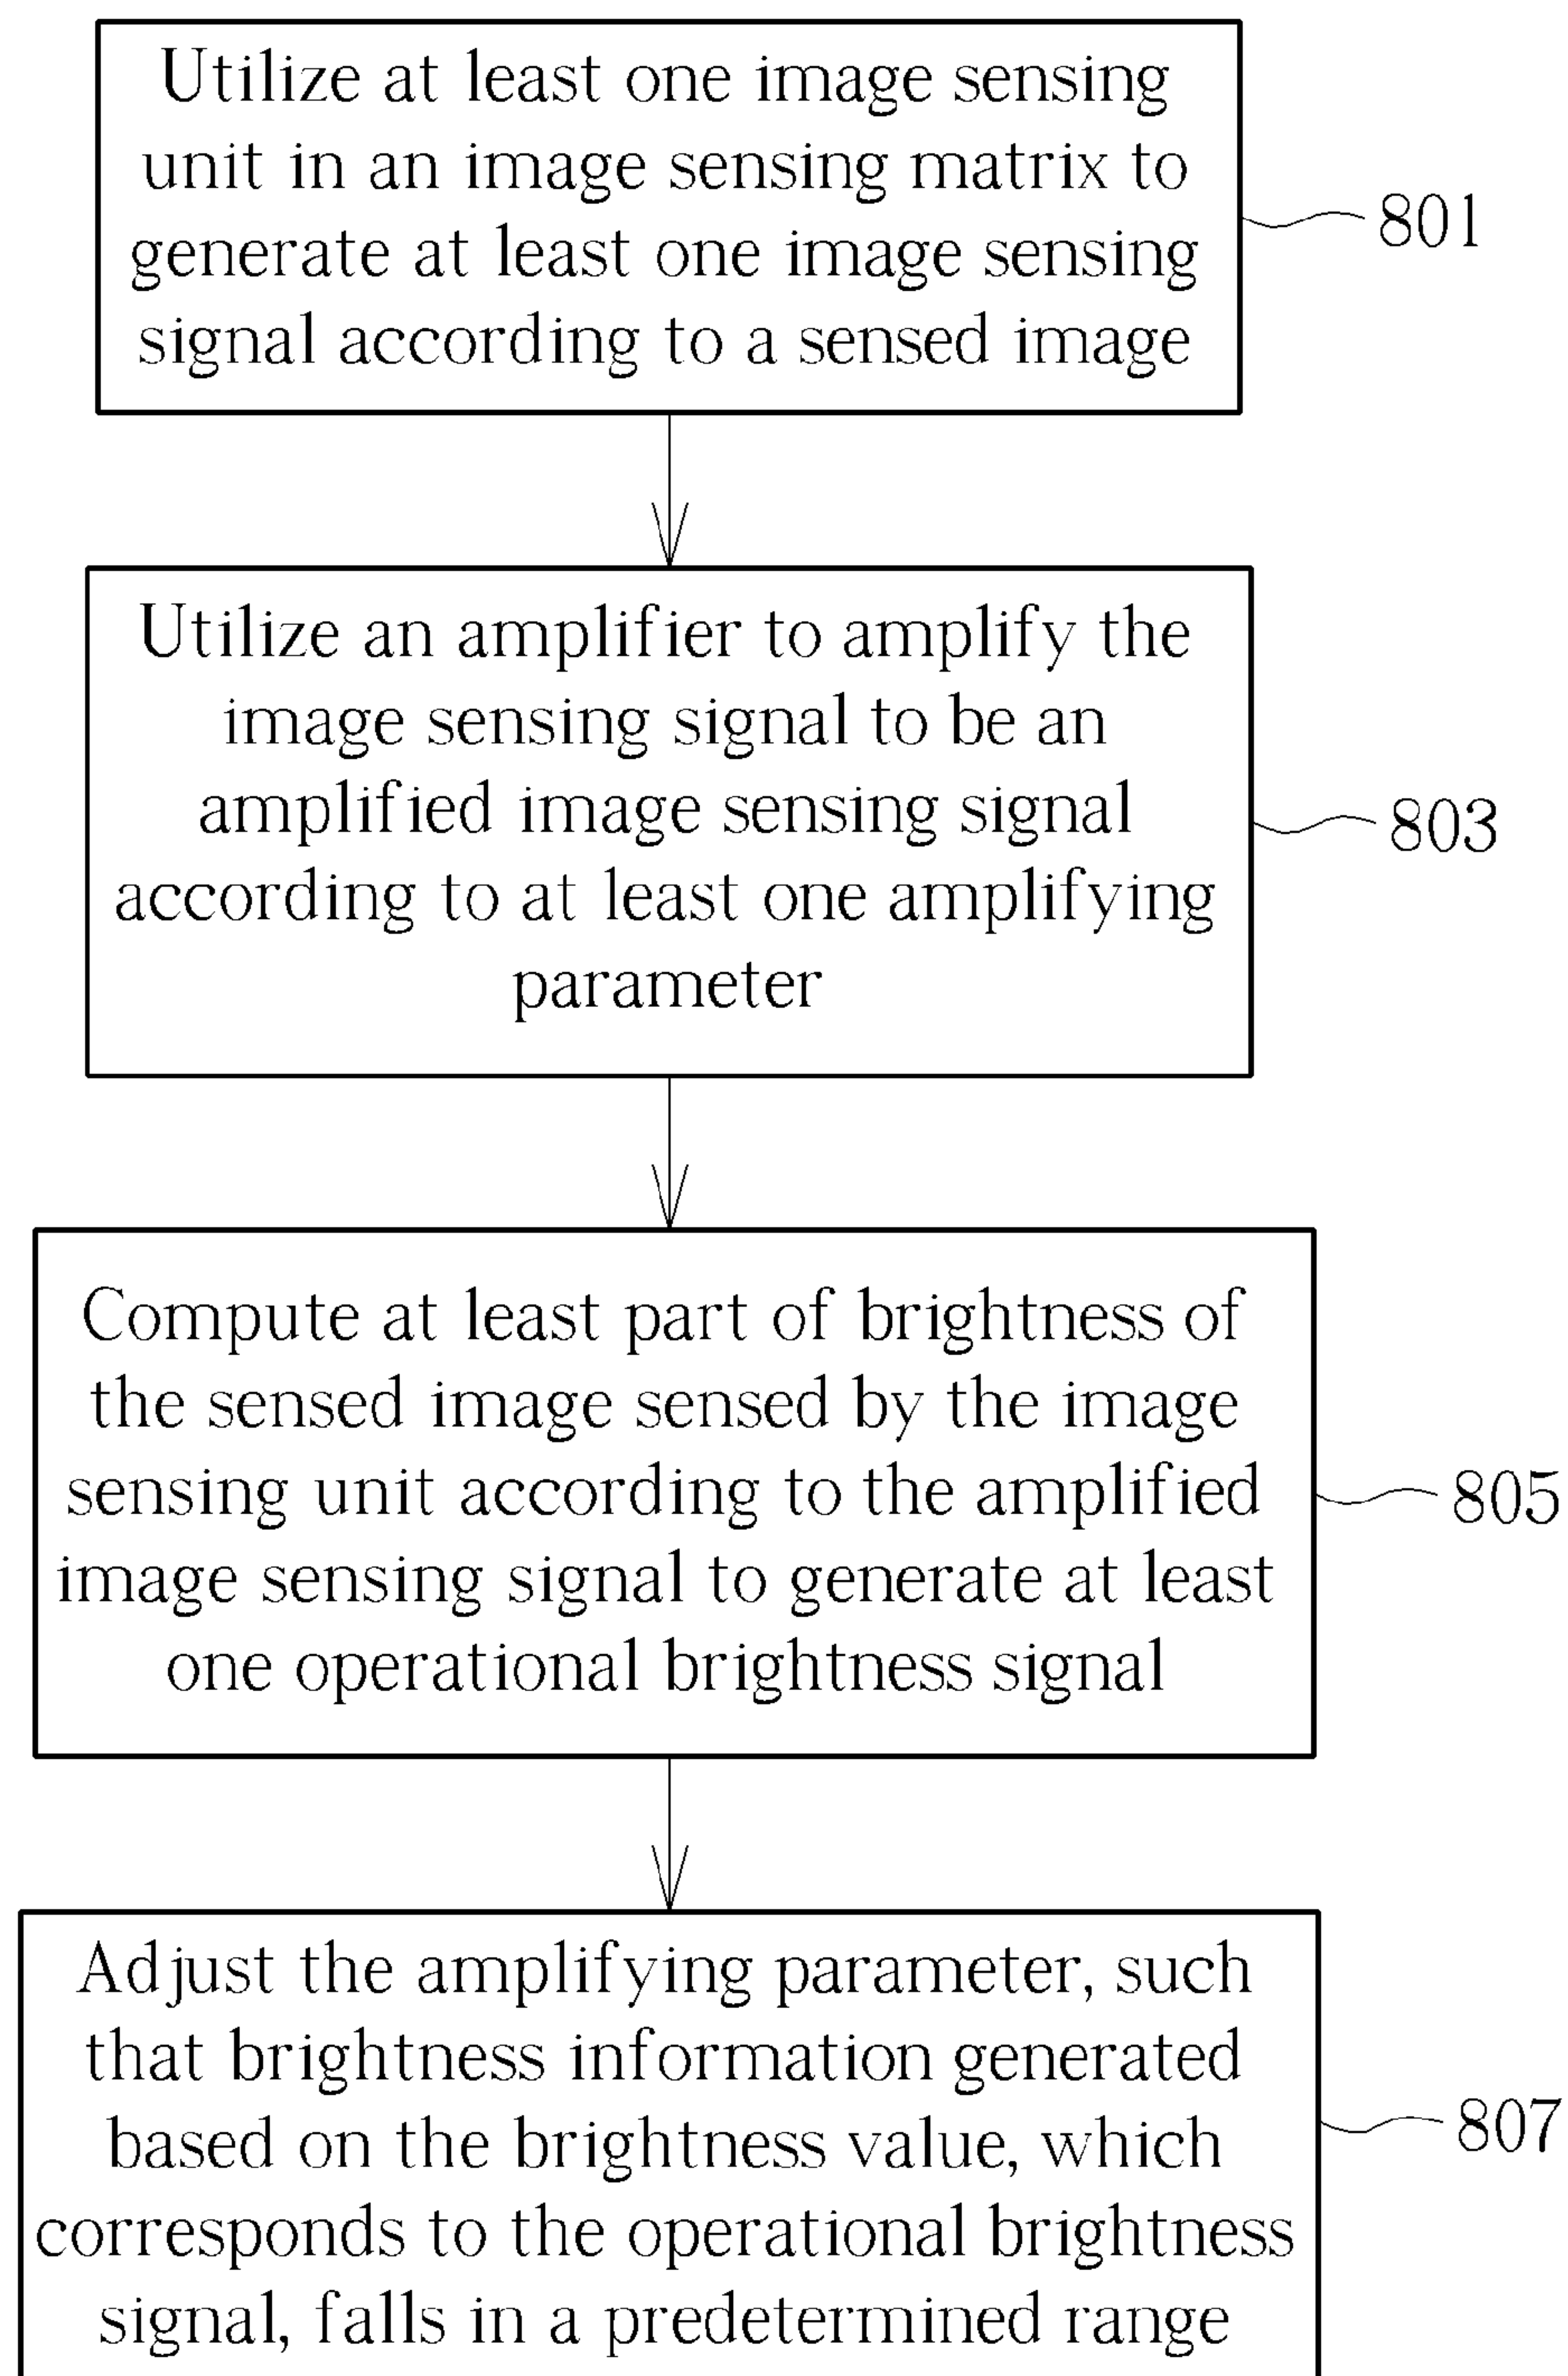 Utilize at least one image sensing
unit in an image sensing matrix to
generate at least one image sensing
signal according to a sensed image
801
Utilize an amplifier to amplify the
image sensing signal to be an
amplified image sensing signal
according to at least one amplifying
parameter
803
Compute at least part of brightness of
the sensed image sensed by the image
sensing unit according to the amplified
image sensing signal to generate at least
one operational brightness signal
805
Adjust the amplifying parameter, such
that brightness information generated
based on the brightness value, which
corresponds to the operational brightness
signal, falls in a predetermined range
807